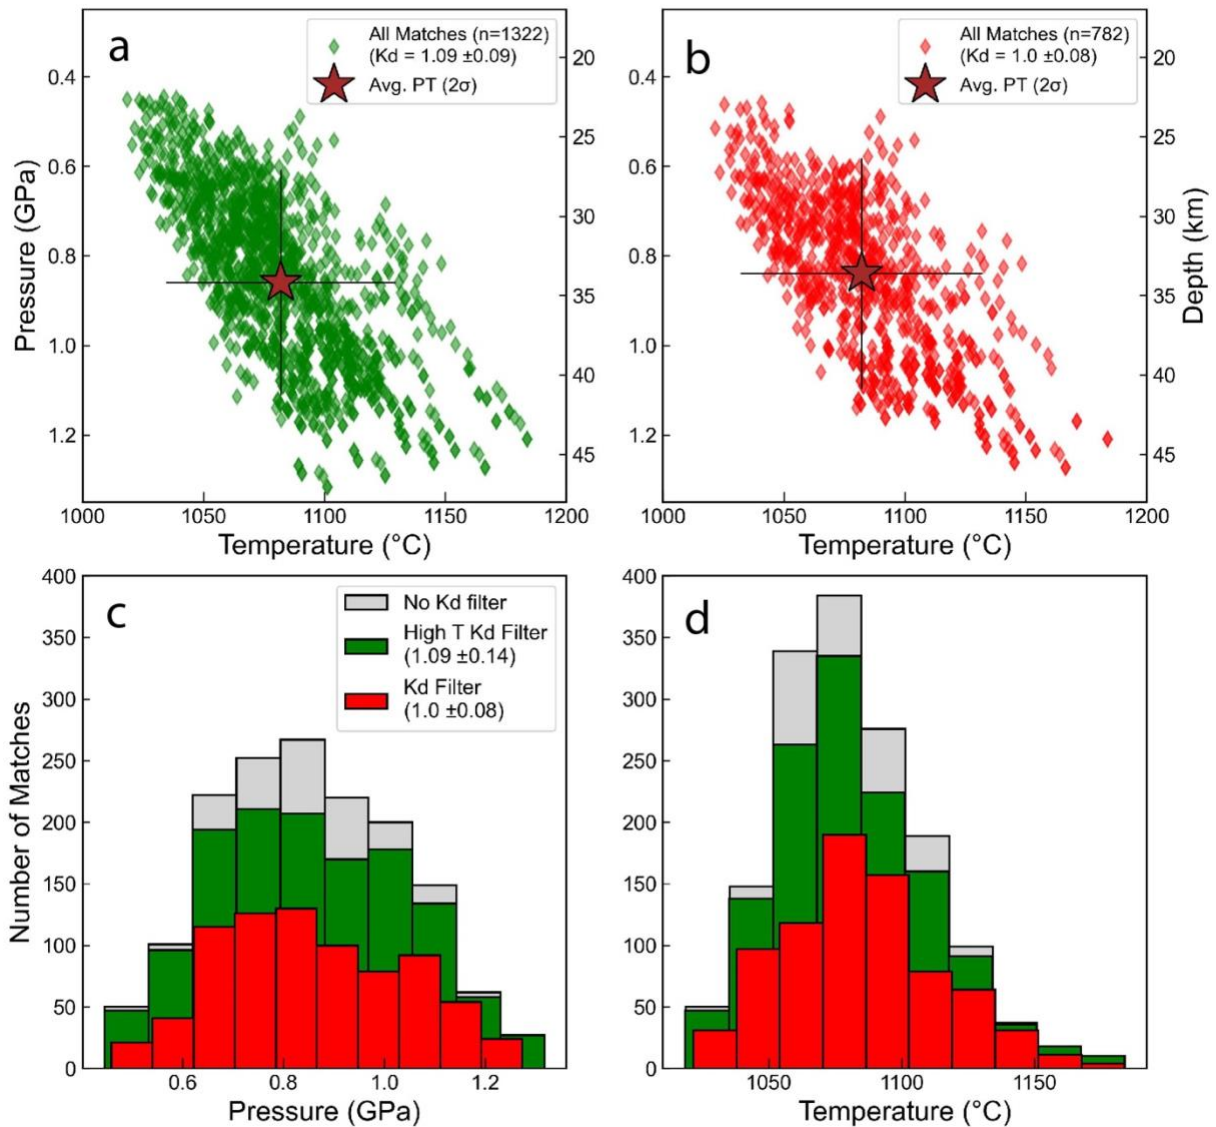 a
All Matches (n=1322)
(Kd = 1.09 ±0.09)
Avg. PT (2σ)
0.4
0.6
0.8
1.0
1.2
Pressure (GPa)
20
25
30
35
40
45
1000
1050
1100
1150
1200
Temperature (°C)
b
All Matches (n=782)
(Kd = 1.0 ±0.08)
Avg. PT (2σ)
0.4
0.6
0.8
1.0
1.2
20
25
30
35
40
45
Depth (km)
1000
1050
1100
1150
1200
Temperature (°C)
c
No Kd filter
High T Kd Filter
(1.09 ±0.14)
Kd Filter
(1.0 ±0.08)
400
350
300
250
200
150
100
50
0
Number of Matches
0.6
0.8
1.0
1.2
Pressure (GPa)
d
400
350
300
250
200
150
100
50
0
1050
1100
1150
Temperature (°C)